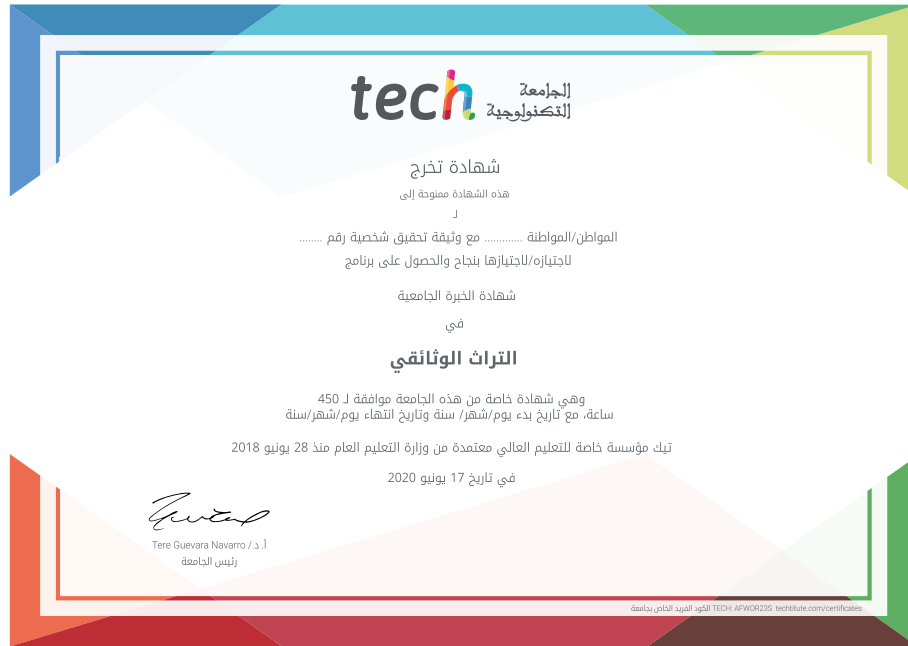 tech
الجامعة
التكنولوجية
شهادة تخرج
هذه الشهادة ممنوحة إلى
لـ
المواطن/المواطنة ............ مع وثيقة تحقيق شخصية رقم ........
لاجتيازه/لاجتيازها بنجاح والحصول على برنامج
شهادة الخبرة الجامعية
في
التراث الوثائقي
وهي شهادة خاصة من هذه الجامعة موافقة لـ 450
ساعة، مع تاريخ بدء يوم/شهر/ سنة وتاريخ انتهاء يوم/شهر/سنة
تيك مؤسسة خاصة للتعليم العالي معتمدة من وزارة التعليم العام منذ 28 يونيو 2018
في تاريخ 17 يونيو 2020
أ. د./ Tere Guevara Navarro
رئيس الجامعة
الكود الفريد الخاص بجامعة TECH: AFWOR23S techtitute.com/certificates